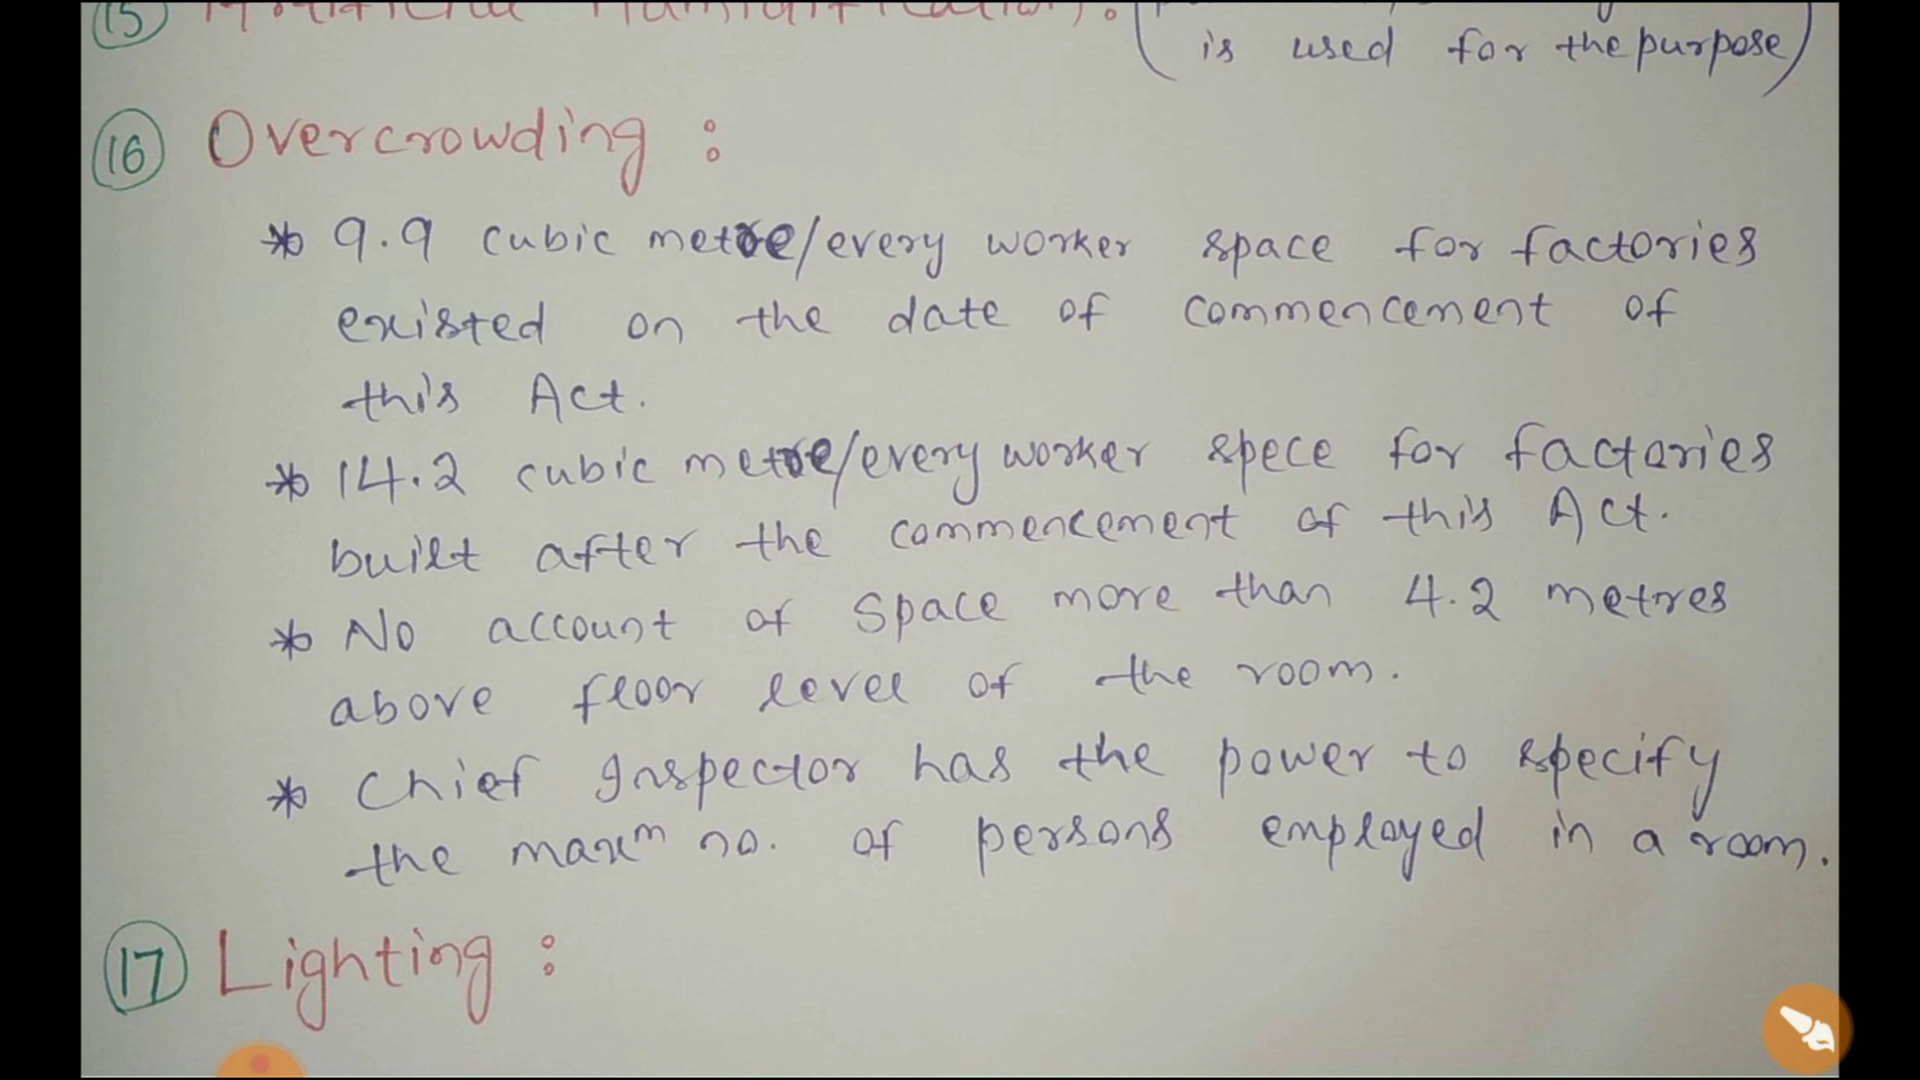 (15) Artificial Humidification: (
is used for the purpose)
(16) Overcrowding :
* 9.9 cubic metre/every worker space for factories
existed on the date of commencement of
this Act.
* 14.2 cubic metre/every worker spece for factories
built after the commencement of this Act.
* No account of space more than 4.2 metres
above floor level of the room.
* Chief Inspector has the power to specify
the maxm no. of persons employed in a room.
(17) Lighting :